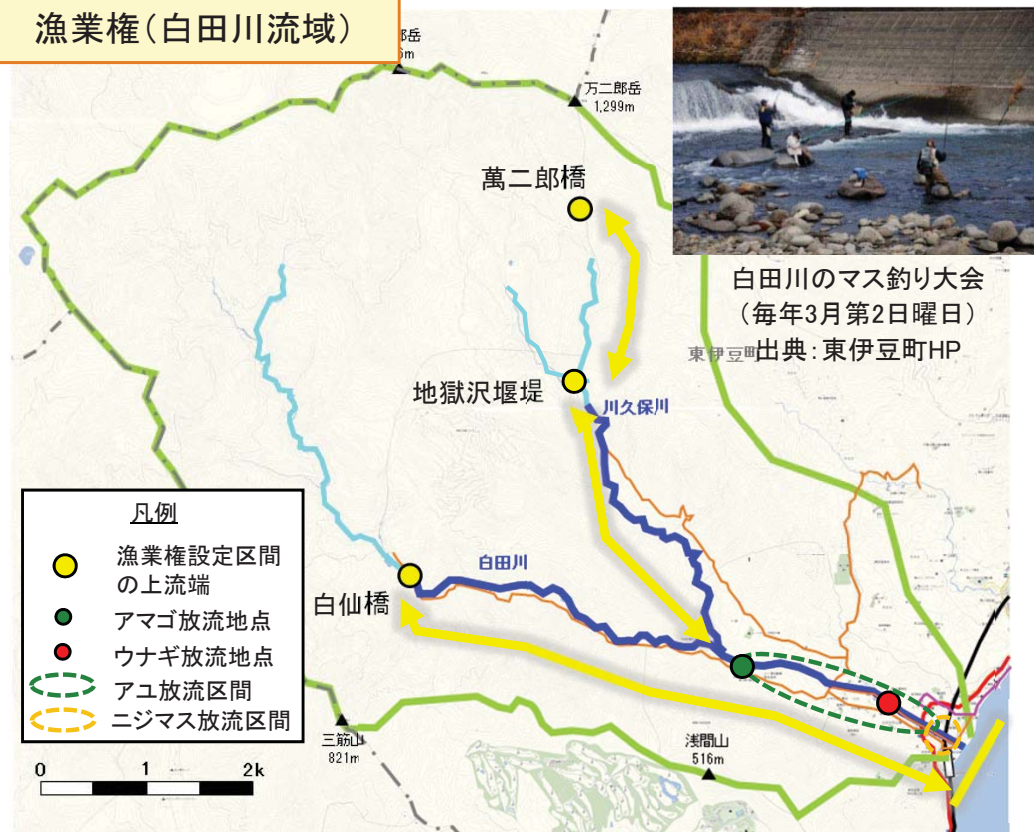 漁業権(白田川流域)
郎岳
6m
万二郎岳
1,299m
萬二郎橋
白田川のマス釣り大会
(毎年3月第2日曜日)
東伊豆町
出典:東伊豆町HP
地獄沢堰堤
川久保川
凡例
漁業権設定区間
の上流端
アマゴ放流地点
ウナギ放流地点
アユ放流区間
ニジマス放流区間
白田川
白仙橋
三筋山
821m
浅間山
516m
0 1 2k